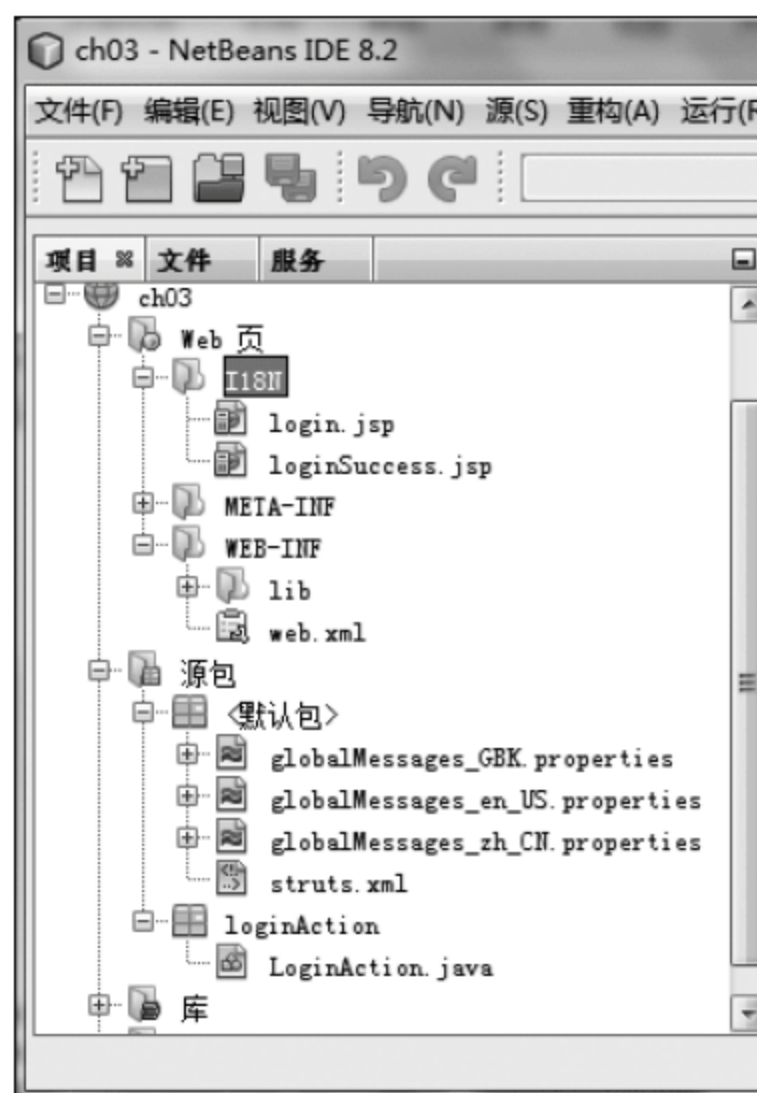 ch03 - NetBeans IDE 8.2
文件(F) 编辑(E) 视图(V) 导航(N) 源(S) 重构(A) 运行(R
项目 文件 服务
ch03
Web 页
I18N
login.jsp
loginSuccess.jsp
META-INF
WEB-INF
lib
web.xml
源包
<默认包>
globalMessages_GBK.properties
globalMessages_en_US.properties
globalMessages_zh_CN.properties
struts.xml
loginAction
LoginAction.java
库